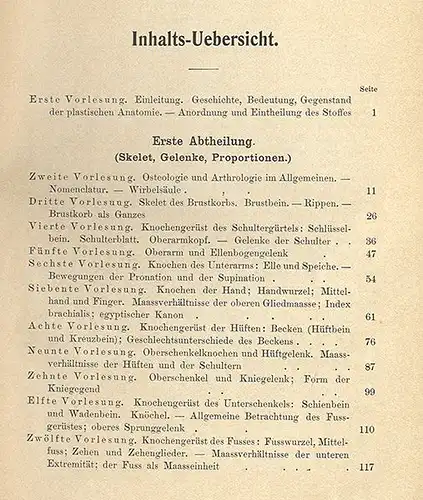 Inhalts-Uebersicht.
Seite
Erste Vorlesung. Einleitung. Geschichte, Bedeutung, Gegenstand
der plastischen Anatomie. — Anordnung und Eintheilung des Stoffes 1
Erste Abtheilung.
(Skelet, Gelenke, Proportionen.)
Zweite Vorlesung. Osteologie und Arthrologie im Allgemeinen. —
Nomenclatur. — Wirbelsäule . . . 11
Dritte Vorlesung. Skelet des Brustkorbs. Brustbein. — Rippen. —
Brustkorb als Ganzes 26
Vierte Vorlesung. Knochengerüst des Schultergürtels: Schlüssel-
bein. Schulterblatt. Oberarmkopf. — Gelenke der Schulter . . 36
Fünfte Vorlesung. Oberarm und Ellenbogengelenk . . 47
Sechste Vorlesung. Knochen des Unterarms: Elle und Speiche. —
Bewegungen der Pronation und der Supination . . 54
Siebente Vorlesung. Knochen der Hand; Handwurzel; Mittel-
hand und Finger. Maassverhältnisse der oberen Gliedmaasse; Index
brachialis; egyptischer Kanon . 61
Achte Vorlesung. Knochengerüst der Hüften: Becken (Hüftbein
und Kreuzbein); Geschlechtsunterschiede des Beckens . . . 76
Neunte Vorlesung. Oberschenkelknochen und Hüftgelenk. Maass-
verhältnisse der Hüften und der Schultern . . . 87
Zehnte Vorlesung. Oberschenkel und Kniegelenk; Form der
Kniegegend . . . 99
Elfte Vorlesung. Knochengerüst des Unterschenkels: Schienbein
und Wadenbein. Knöchel. — Allgemeine Betrachtung des Fuss-
gerüstes; oberes Sprunggelenk . . . 110
Zwölfte Vorlesung. Knochengerüst des Fusses: Fusswurzel, Mittel-
fuss; Zehen und Zehenglieder. — Maassverhältnisse der unteren
Extremität; der Fuss als Maasseinheit . . . . 117